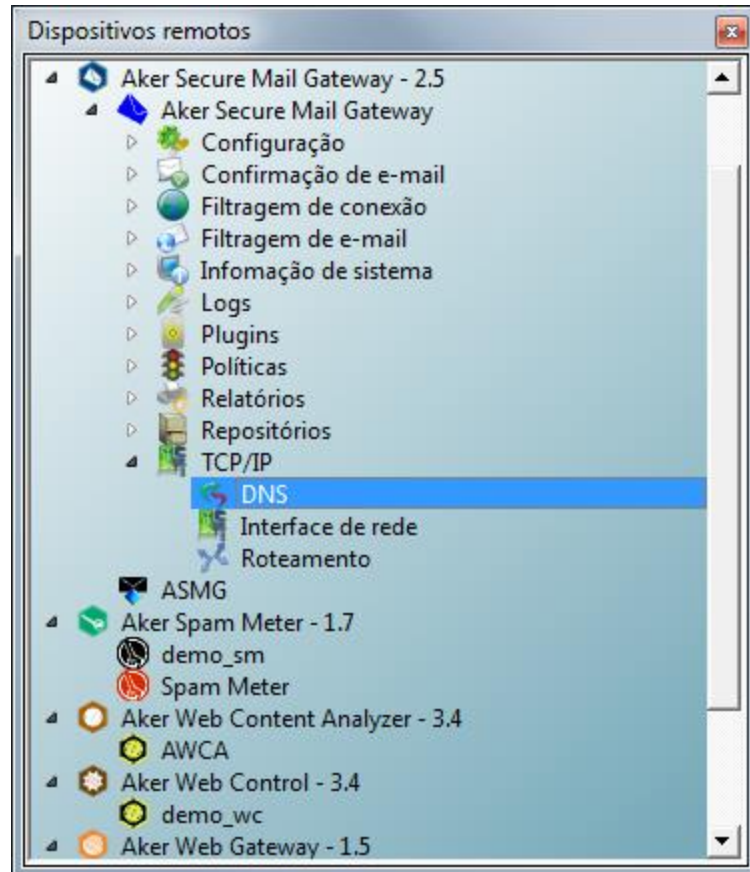 Dispositivos remotos
Aker Secure Mail Gateway - 2.5
Aker Secure Mail Gateway
Configuração
Confirmação de e-mail
Filtragem de conexão
Filtragem de e-mail
Infomação de sistema
Logs
Plugins
Políticas
Relatórios
Repositórios
TCP/IP
DNS
Interface de rede
Roteamento
ASMG
Aker Spam Meter - 1.7
demo_sm
Spam Meter
Aker Web Content Analyzer - 3.4
AWCA
Aker Web Control - 3.4
demo_wc
Aker Web Gateway - 1.5